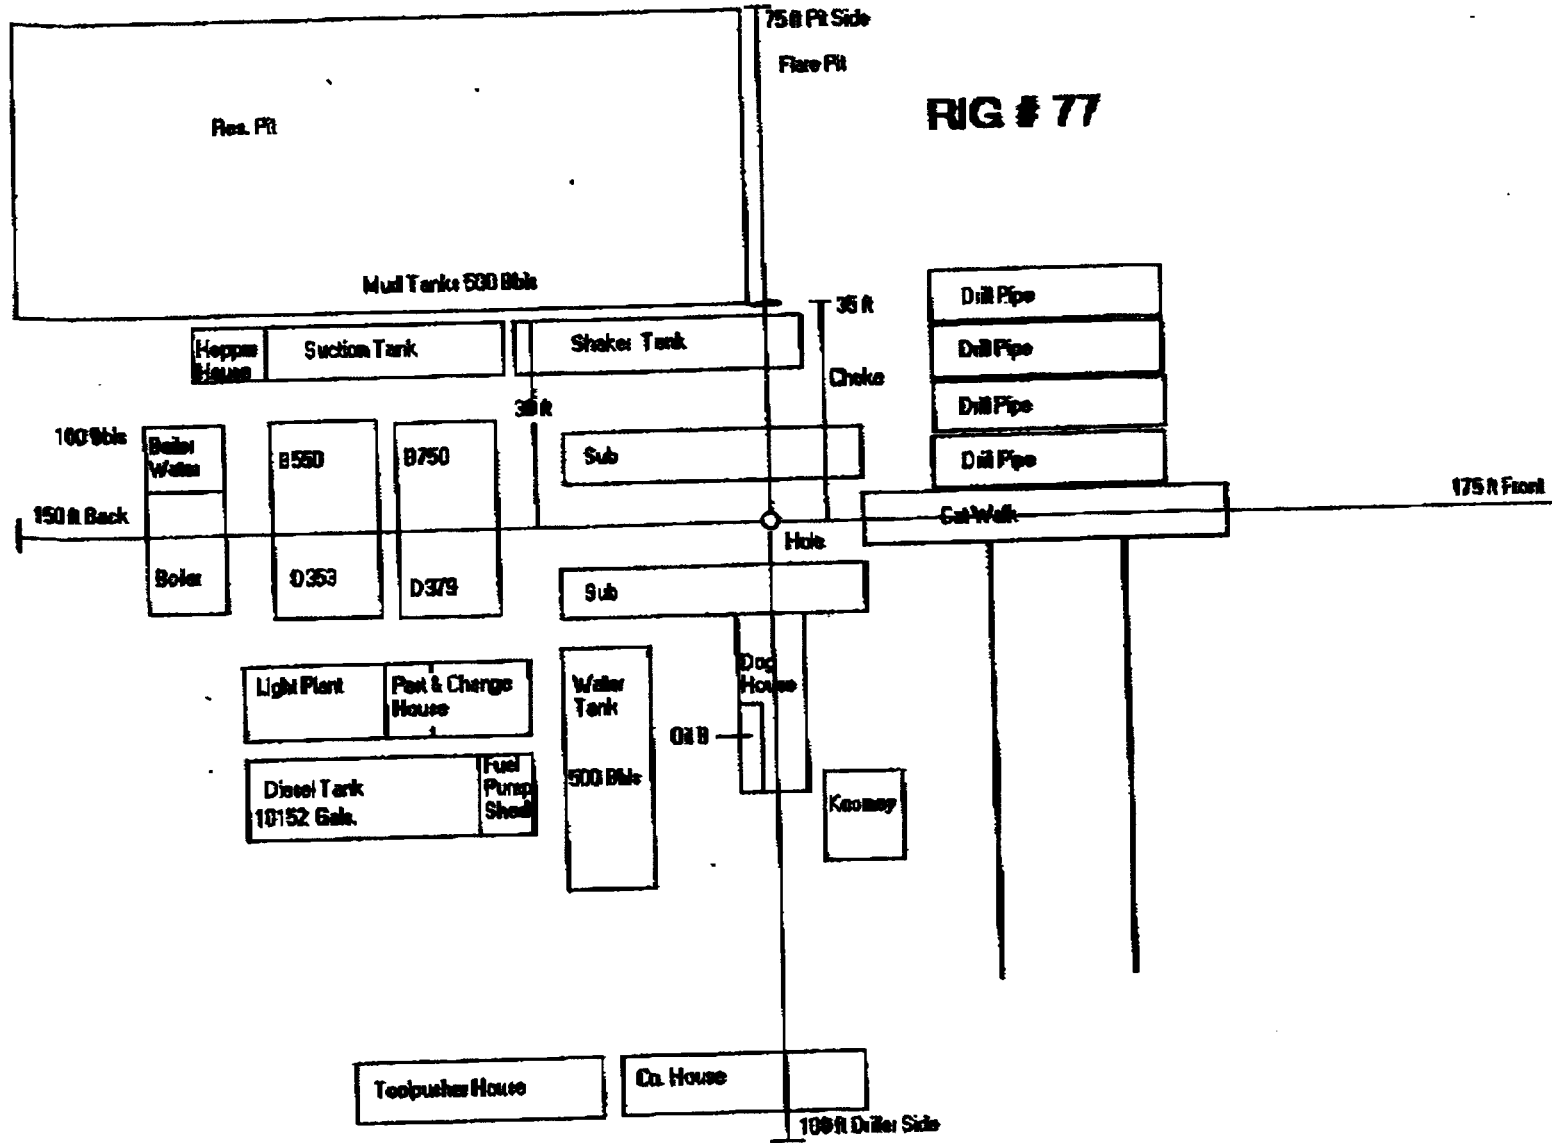 75 ft Pit Side
Flare Pit
RIG # 77
Res. Pit
Mud Tanks 500 Bbls
35 ft
Drill Pipe
Hopper
House
Suction Tank
Shaker Tank
Drill Pipe
Choke
Drill Pipe
100 Bbls
Boiler
Water
B550
B750
Sub
Drill Pipe
150 ft Back
175 ft Front
Cat Walk
Hole
Boiler
D353
D379
Sub
Light Plant
Part & Change
House
Water
Tank
Dog
House
500 Bbls
Diesel Tank
10152 Gals.
Fuel
Pump
Shed
Koomey
Toolpusher House
Co. House
100 ft Driller Side